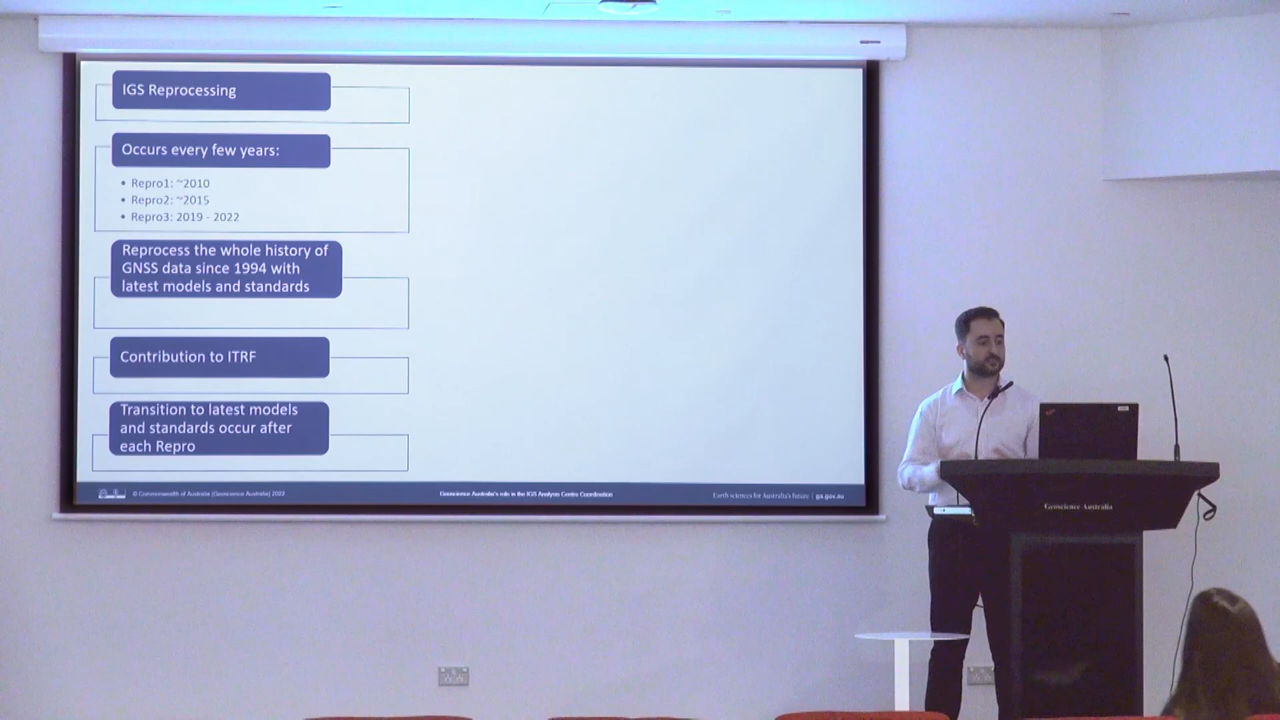 IGS Reprocessing
Occurs every few years:
• Repro1: ~2010
• Repro2: ~2015
• Repro3: 2019 - 2022
Reprocess the whole history of
GNSS data since 1994 with
latest models and standards
Contribution to ITRF
Transition to latest models
and standards occur after
each Repro
© Commonwealth of Australia (Geoscience Australia) 2023
Geoscience Australia's role in the IGS Analysis Centre Coordination
Earth sciences for Australia's future | ga.gov.au
Geoscience Australia